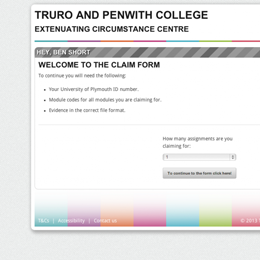 TRURO AND PENWITH COLLEGE
EXTENUATING CIRCUMSTANCE CENTRE
HEY, BEN SHORT
WELCOME TO THE CLAIM FORM
To continue you will need the following:
Your University of Plymouth ID number.
Module codes for all modules you are claiming for.
Evidence in the correct file format.
How many assignments are you
claiming for:
1
To continue to the form click here!
T&Cs | Accessibility | Contact us
© 2013